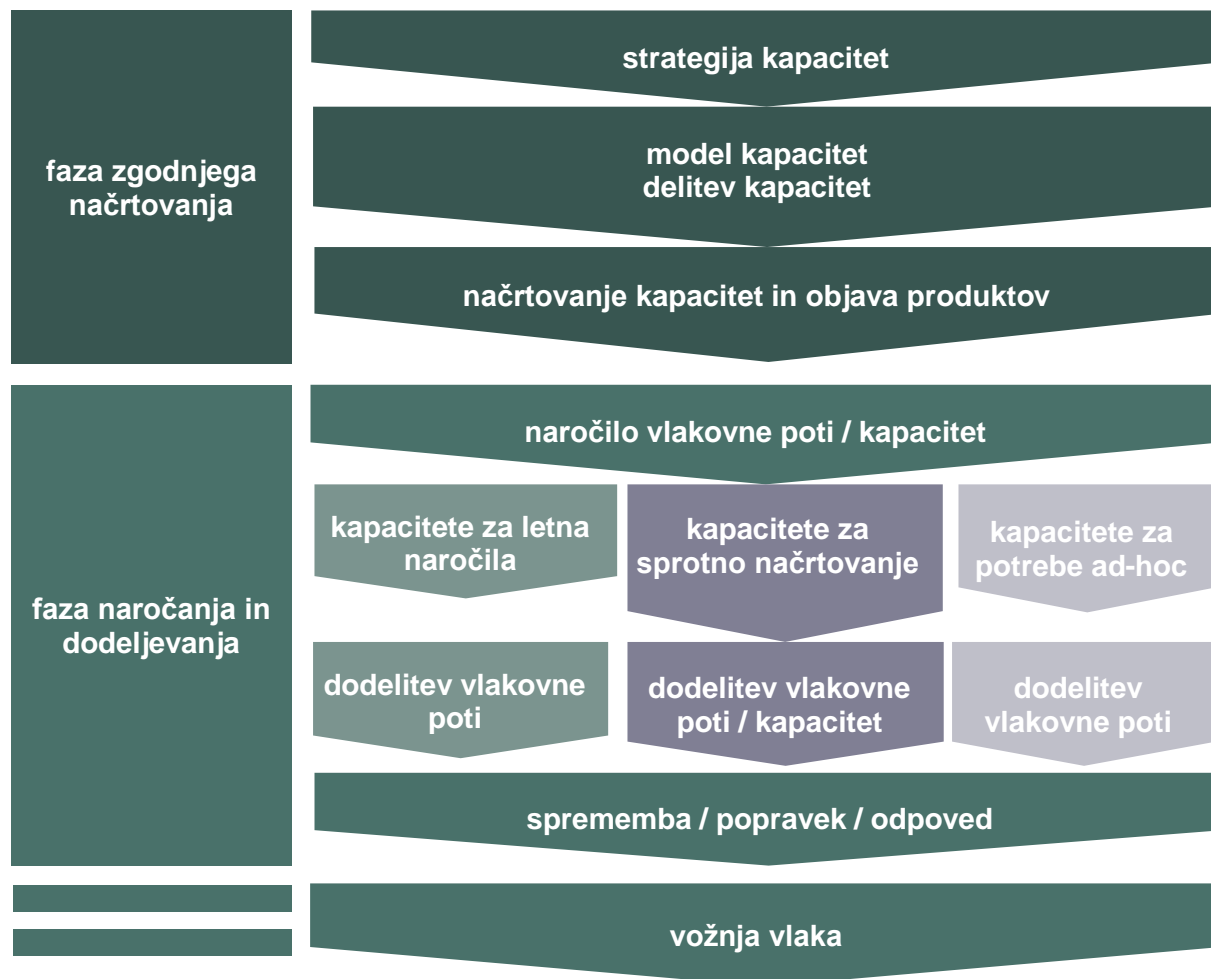 strategija kapacitet
faza zgodnjega
načrtovanja
model kapacitet
delitev kapacitet
načrtovanje kapacitet in objava produktov
naročilo vlakovne poti / kapacitet
faza naročanja in
dodeljevanja
kapacitete za letna
naročila
kapacitete za
sprotno načrtovanje
kapacitete za
potrebe ad-hoc
dodelitev vlakovne
poti
dodelitev vlakovne
poti / kapacitet
dodelitev
vlakovne poti
sprememba / popravek / odpoved
vožnja vlaka